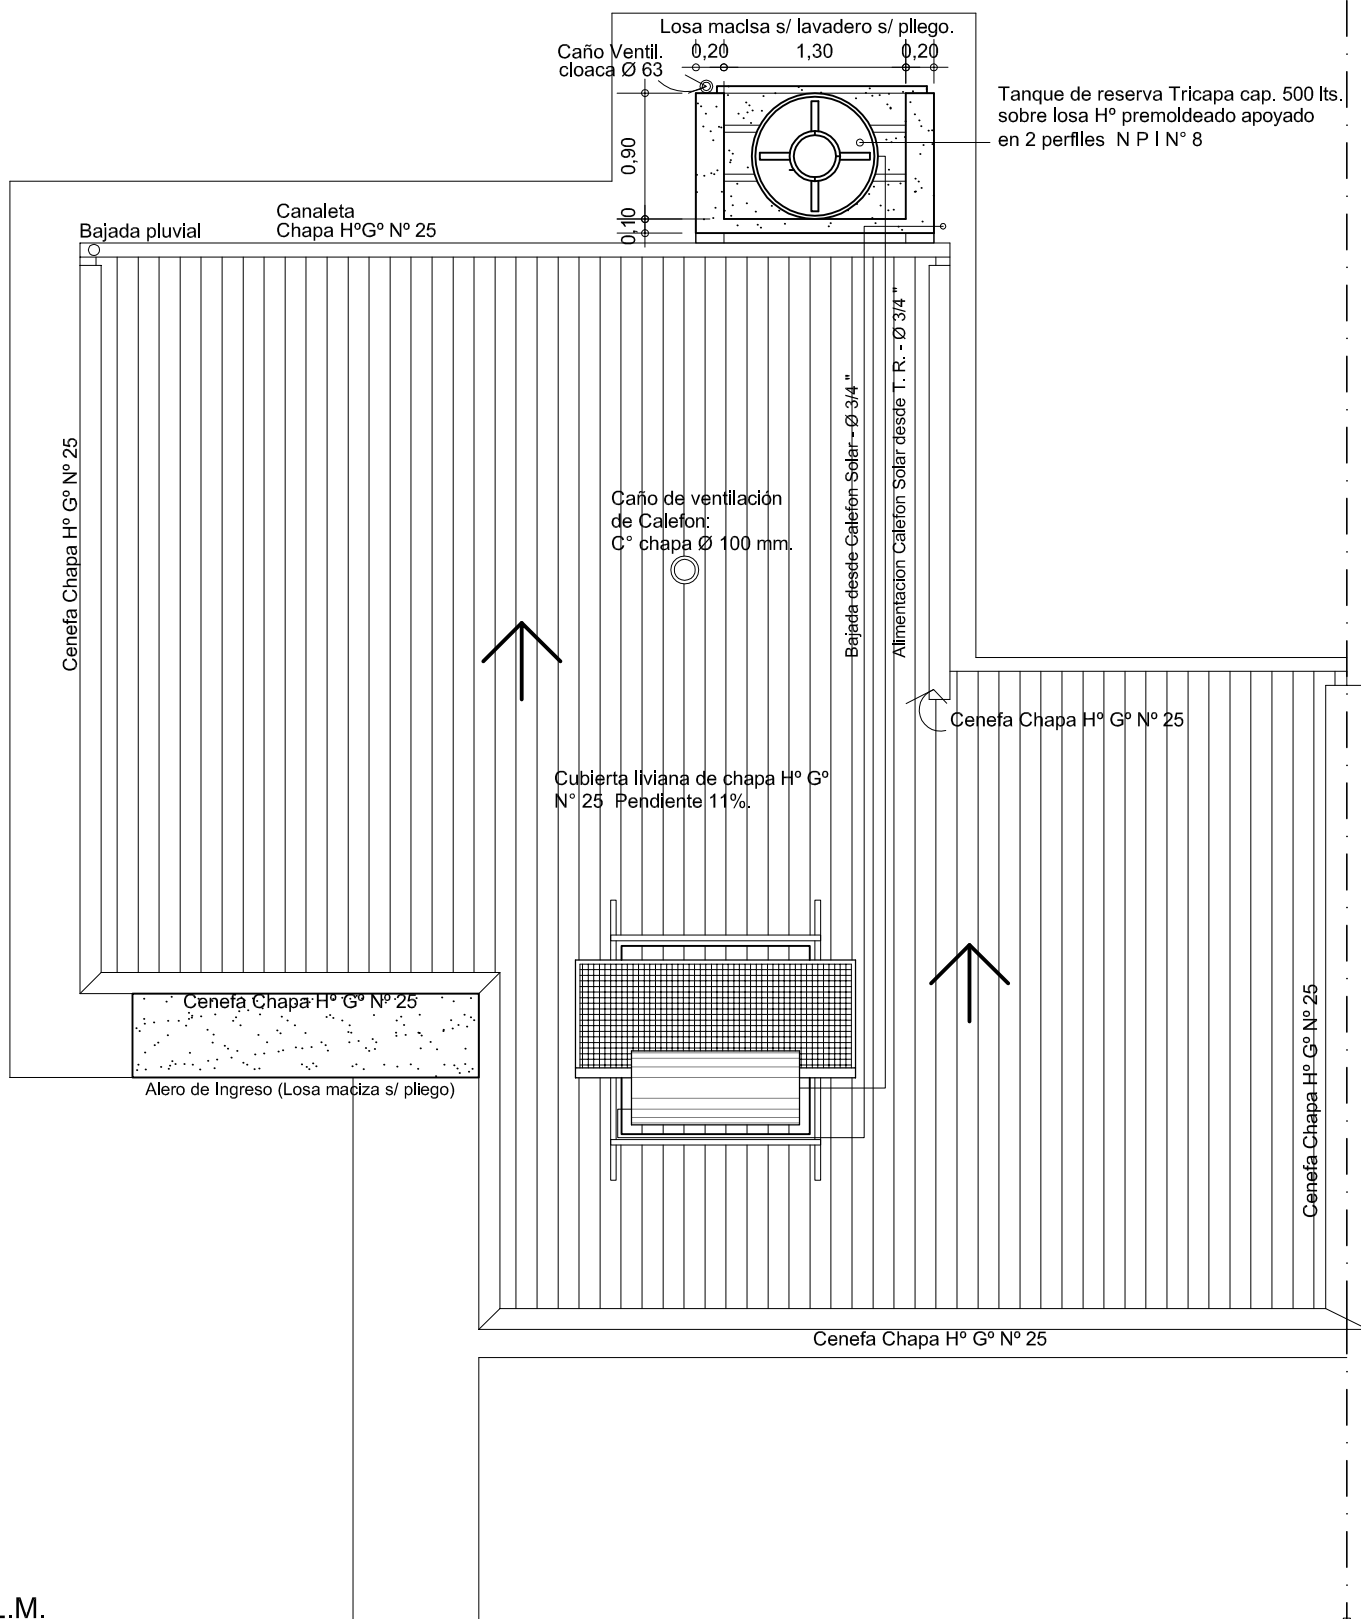 Losa macisa s/ lavadero s/ pliego.
Caño Ventil.
cloaca Ø 63
0,20
1,30
0,20
Tanque de reserva Tricapa cap. 500 lts.
sobre losa Hº premoldeado apoyado
en 2 perfiles N P I N° 8
0,90
0,10
Canaleta
Chapa HºGº Nº 25
Bajada pluvial
Cenefa Chapa Hº Gº Nº 25
Bajada desde Calefon Solar - Ø 3/4 "
Alimentacion Calefon Solar desde T. R. - Ø 3/4 "
Caño de ventilación
de Calefon:
C° chapa Ø 100 mm.
Cenefa Chapa Hº Gº Nº 25
Cubierta liviana de chapa Hº Gº
N° 25 Pendiente 11%.
Cenefa Chapa Hº Gº Nº 25
Alero de Ingreso (Losa maciza s/ pliego)
Cenefa Chapa Hº Gº Nº 25
Cenefa Chapa Hº Gº Nº 25
.M.